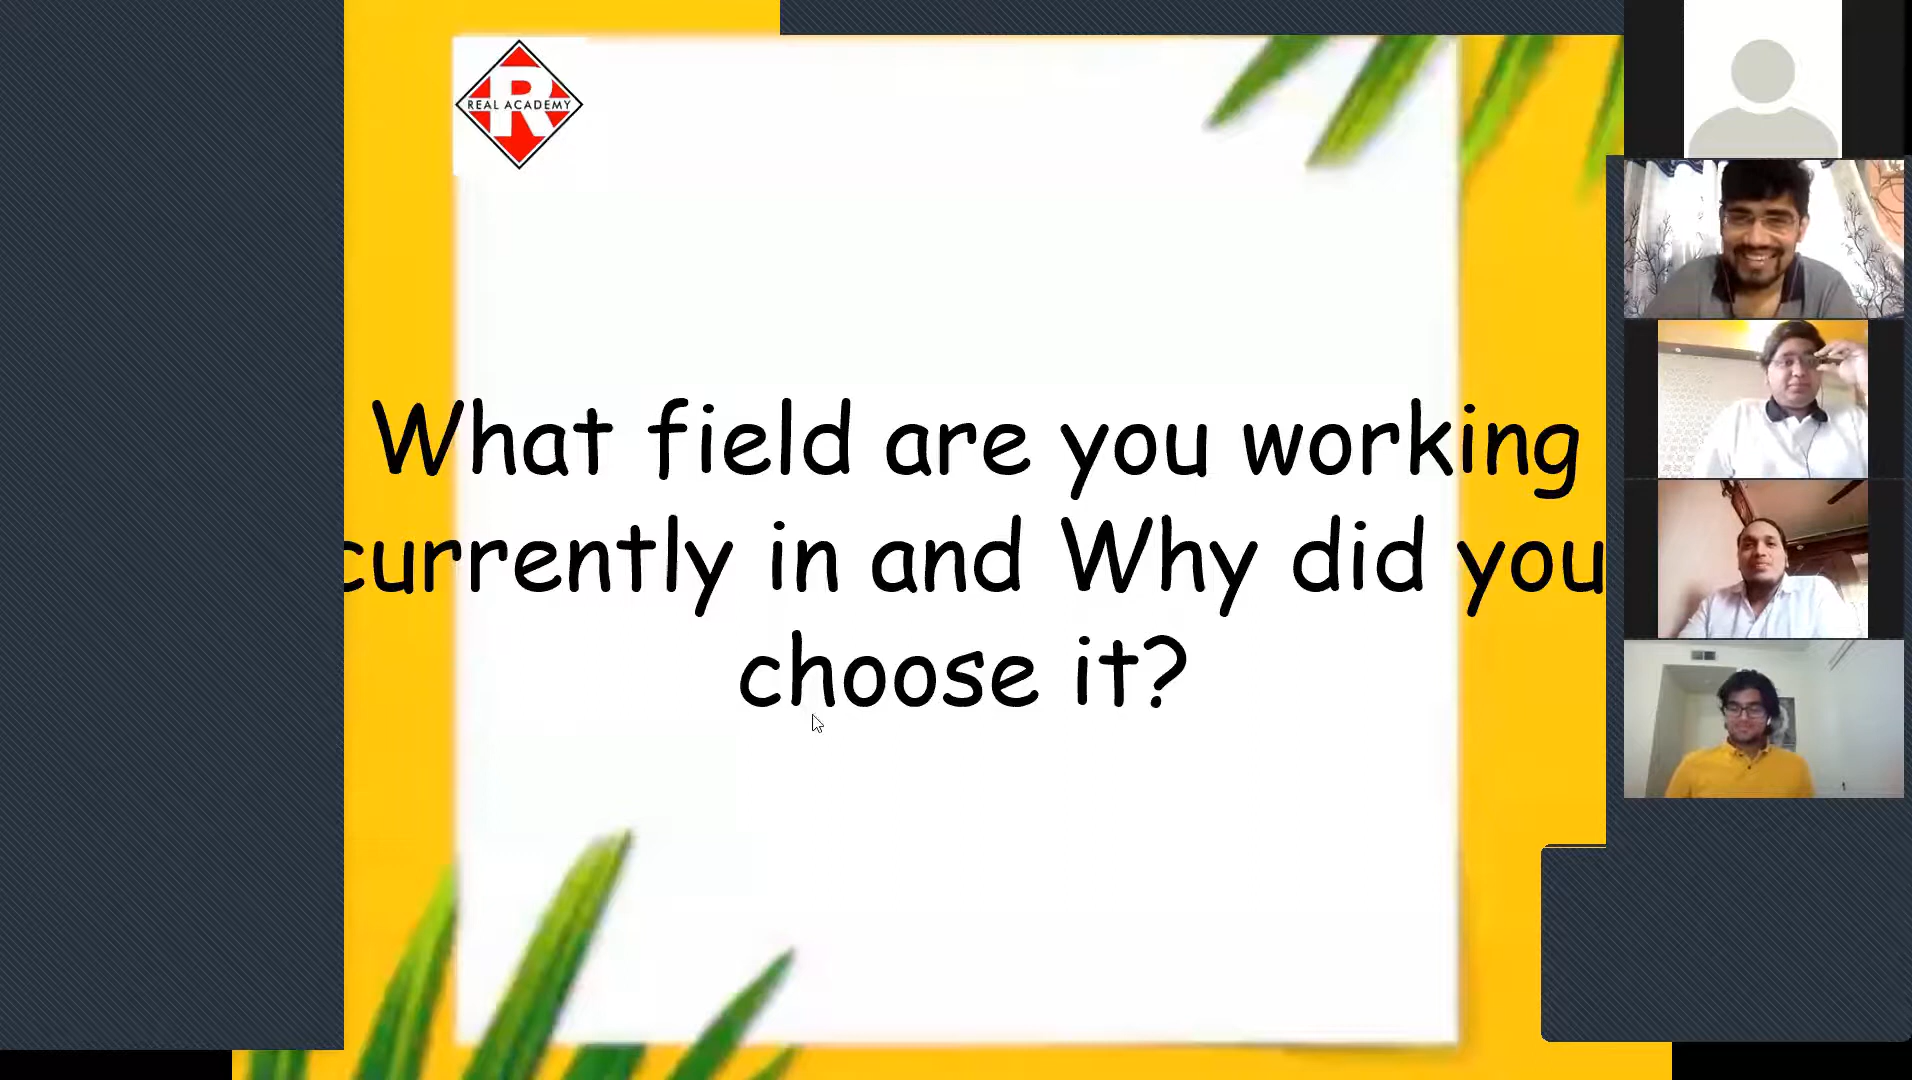 REAL ACADEMY
What field are you working
currently in and Why did you
choose it?